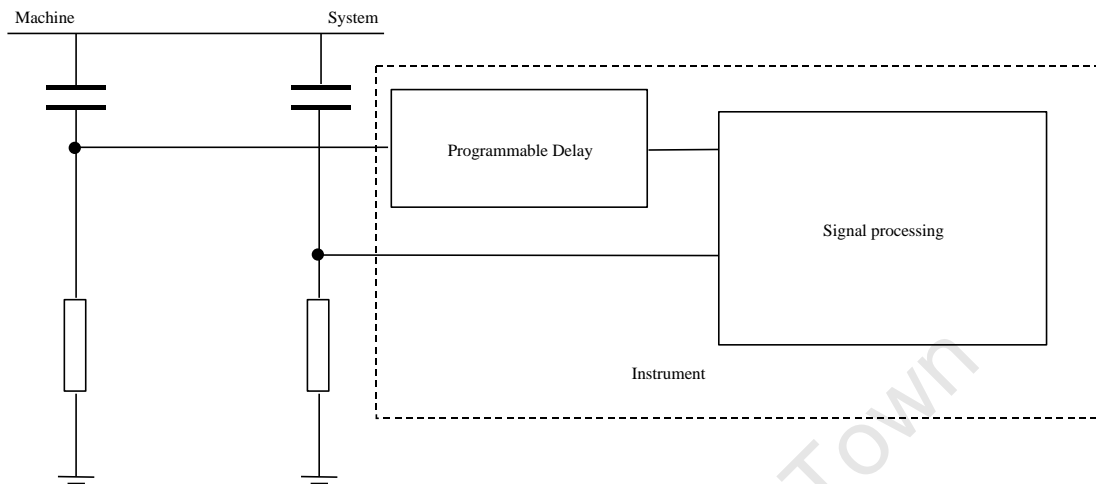 Machine
System
Programmable Delay
Signal processing
Instrument
Town